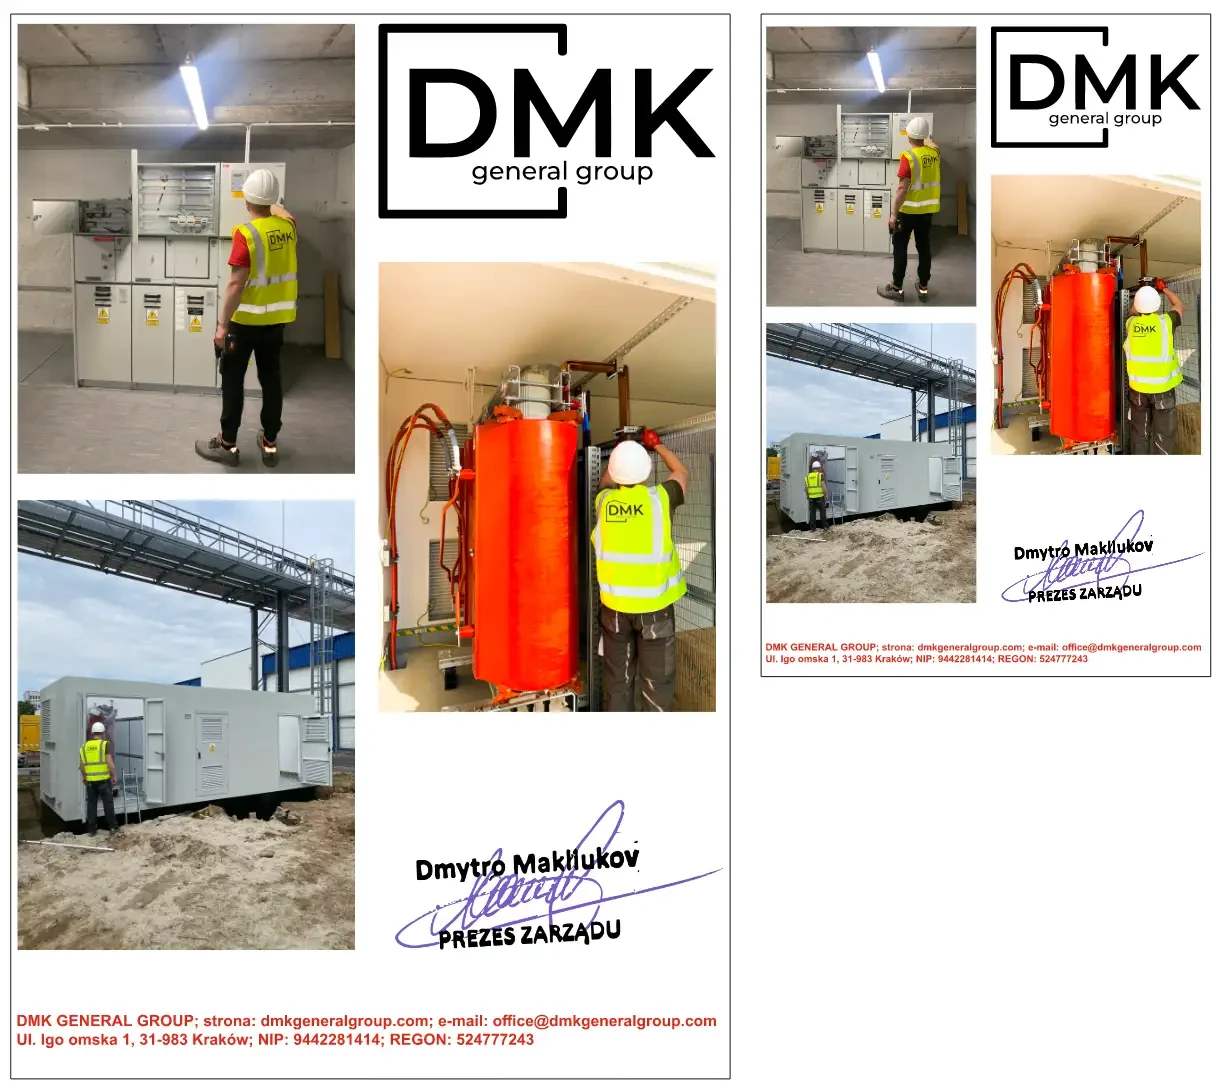 DMK
general group
DMK
DMK
DMK
Dmytro Makliukov
PREZES ZARZĄDU
DMK GENERAL GROUP; strona: dmkgeneralgroup.com; e-mail: office@dmkgeneralgroup.com
Ul. Igo omska 1, 31-983 Kraków; NIP: 9442281414; REGON: 524777243
DMK
general group
DMK
DMK
Dmytro Makliukov
PREZES ZARZĄDU
DMK GENERAL GROUP; strona: dmkgeneralgroup.com; e-mail: office@dmkgeneralgroup.com
Ul. Igo omska 1, 31-983 Kraków; NIP: 9442281414; REGON: 524777243